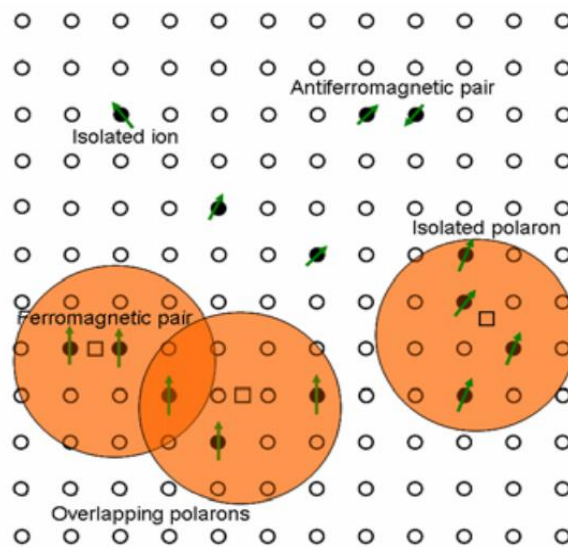 Antiferromagnetic pair
Isolated ion
Isolated polaron
Ferromagnetic pair
Overlapping polarons